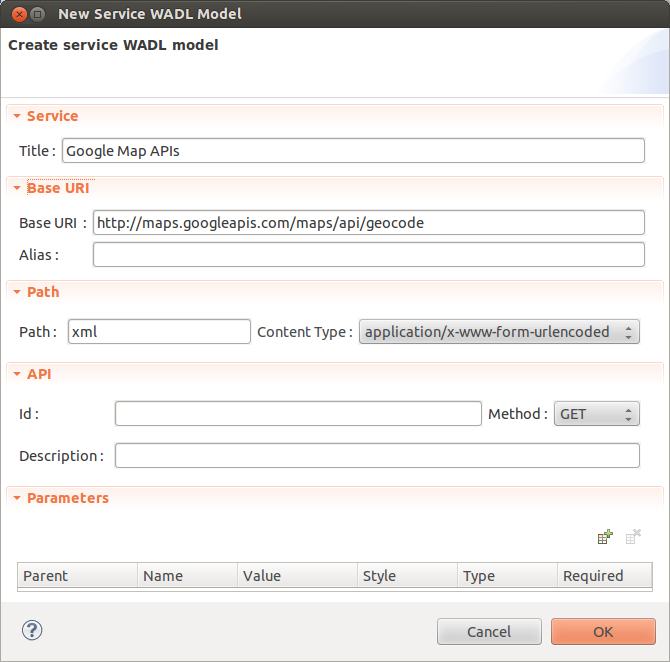 New Service WADL Model
Create service WADL model
Service
Title : Google Map APIs
Base URI
Base URI : http://maps.googleapis.com/maps/api/geocode
Alias :
Path
Path : xml Content Type : application/x-www-form-urlencoded
API
Id : Method : GET
Description :
Parameters
Parent Name Value Style Type Required
? Cancel OK